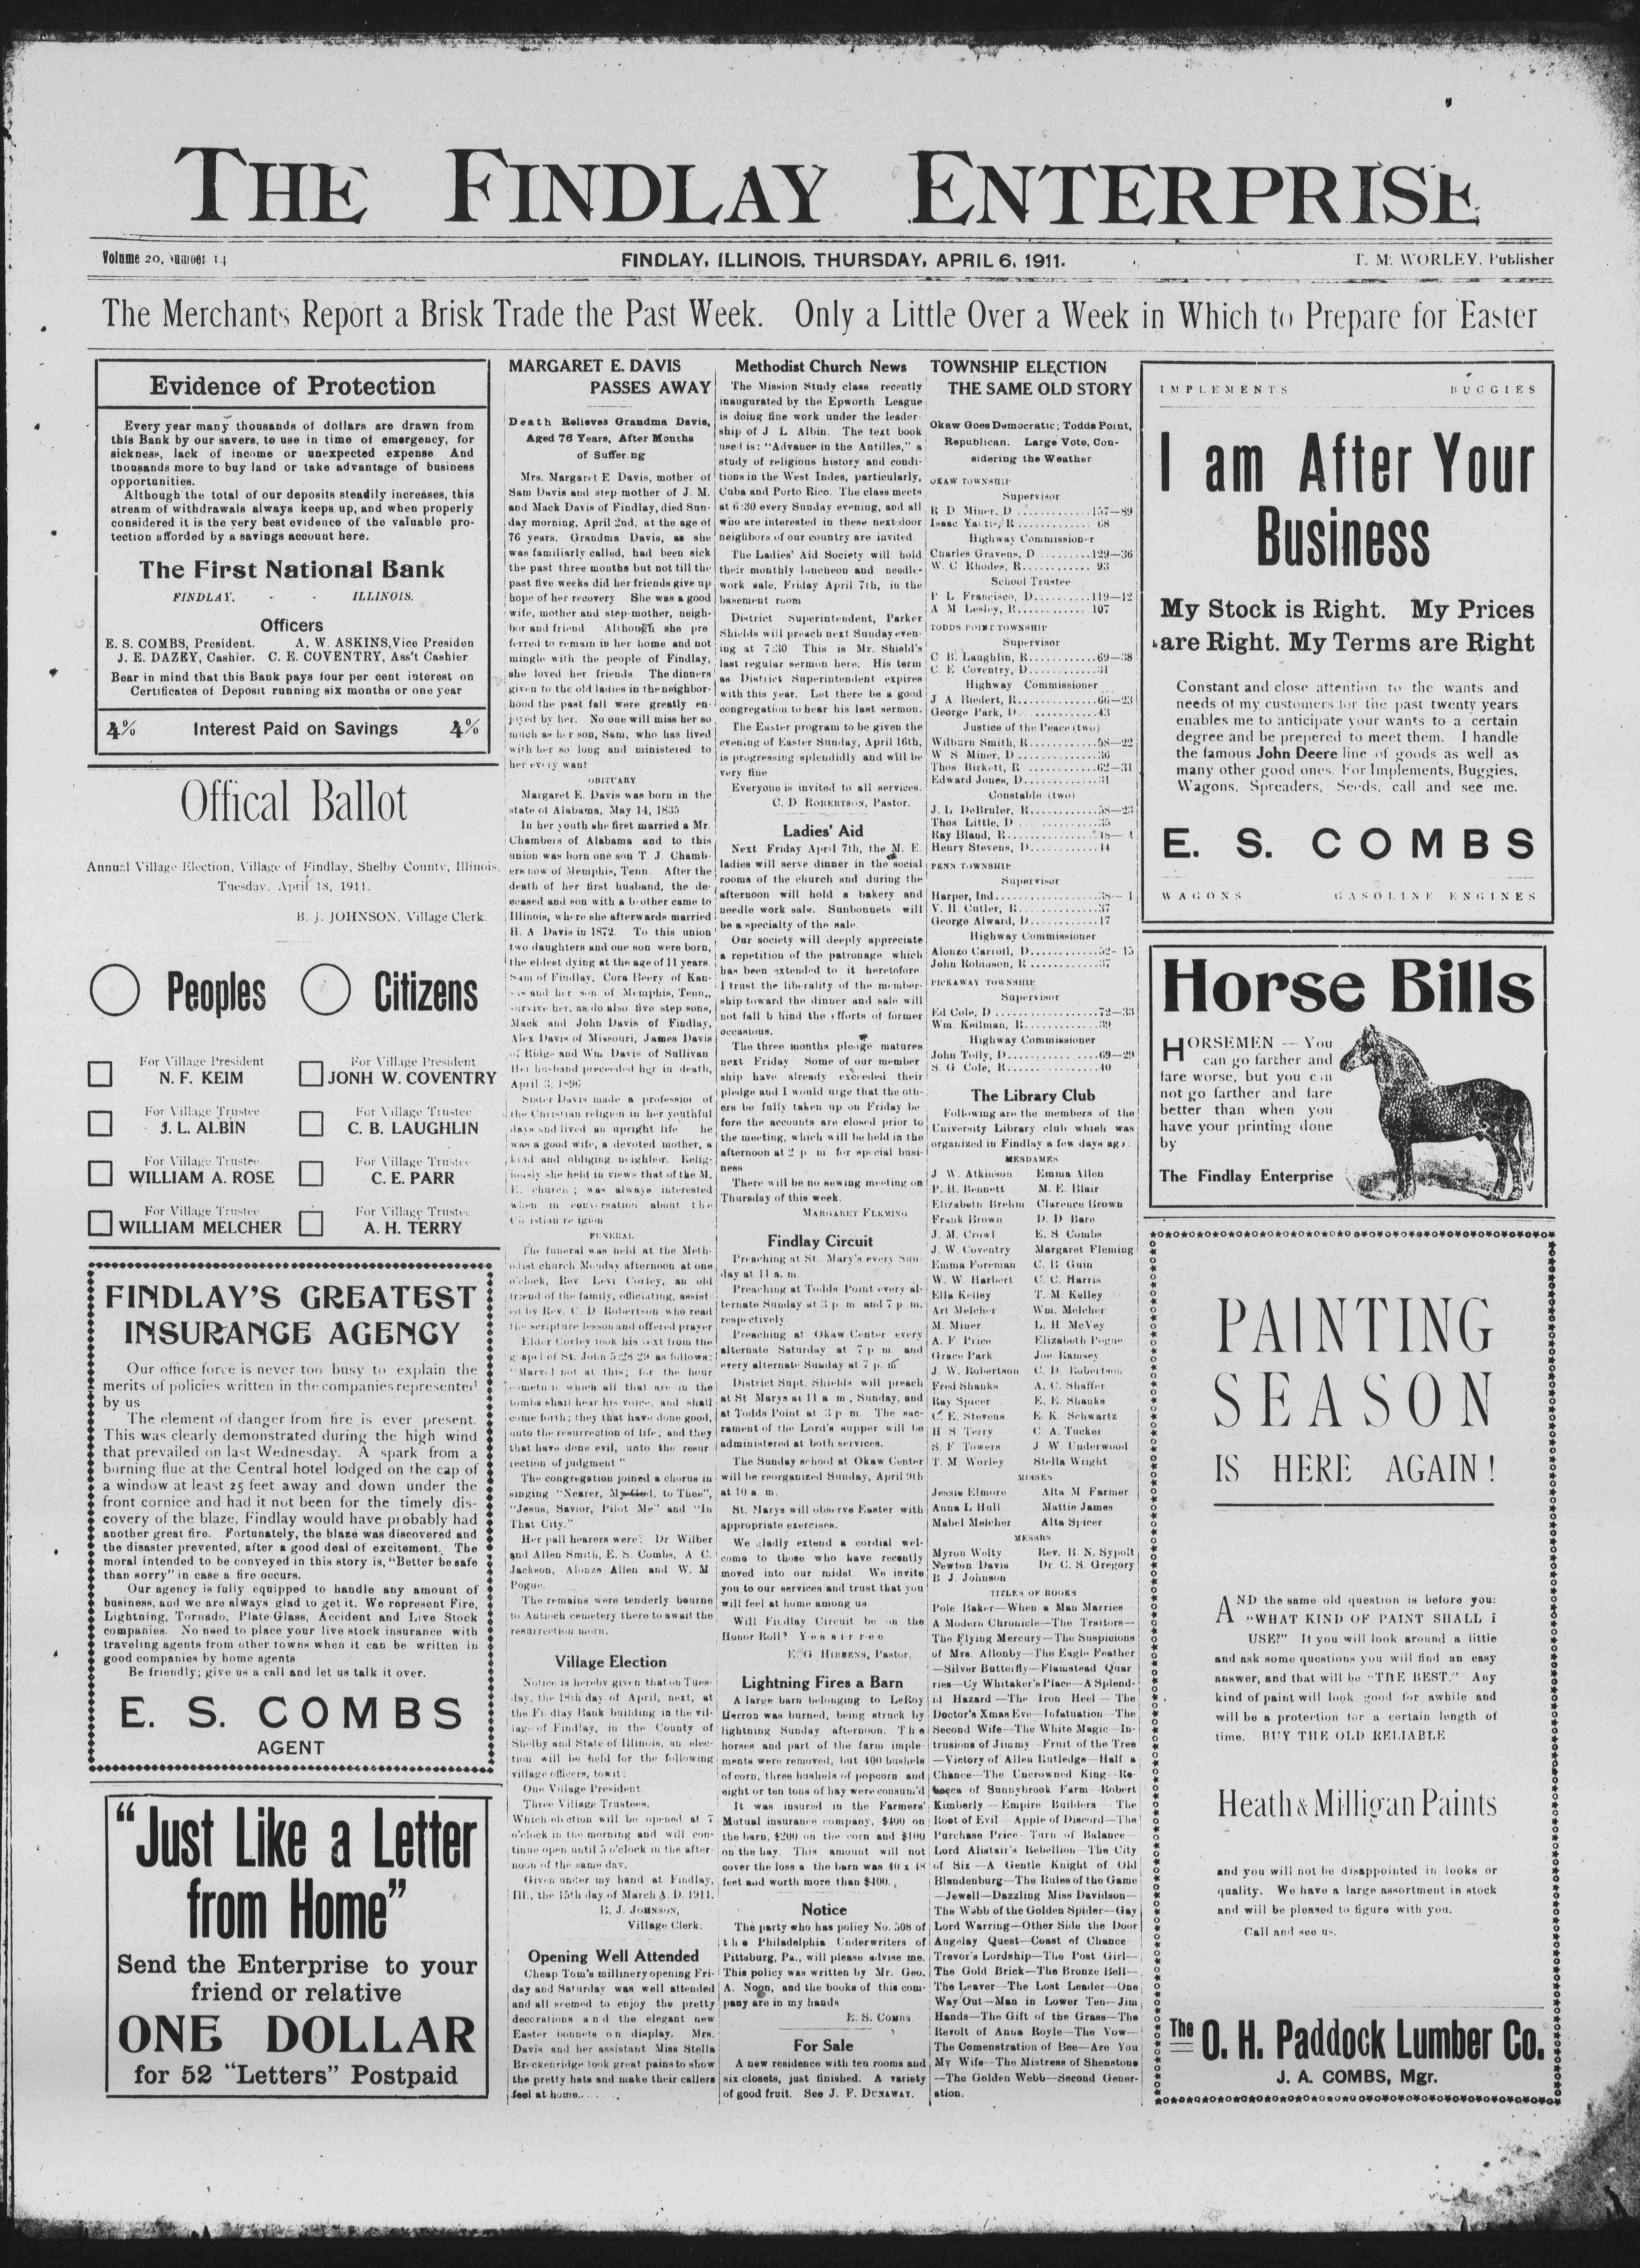 THE FINDLAY ENTERPRISE
Volume 20, Number 14
FINDLAY, ILLINOIS, THURSDAY, APRIL 6, 1911.
T. M. WORLEY, Publisher
The Merchants Report a Brisk Trade the Past Week. Only a Little Over a Week in Which to Prepare for Easter
Evidence of Protection
Every year many thousands of dollars are drawn from
this Bank by our savers, to use in time of emergency, for
sickness, lack of income or unexpected expense And
thousands more to buy land or take advantage of business
opportunities.
Although the total of our deposits steadily increases, this
stream of withdrawals always keeps up, and when properly
considered it is the very best evidence of the valuable pro-
tection afforded by a savings account here.
The First National Bank
FINDLAY, - - ILLINOIS.
Officers
E. S. COMBS, President. A. W. ASKINS, Vice Presiden
J. E. DAZEY, Cashier. C. E. COVENTRY, Ass't Cashier
Bear in mind that this Bank pays four per cent interest on
Certificates of Deposit running six months or one year
4% Interest Paid on Savings 4%
Offical Ballot
Annual Village Election, Village of Findlay, Shelby County, Illinois,
Tuesday, April 18, 1911.
B. J. JOHNSON, Village Clerk
Peoples
Citizens
For Village President For Village President
N. F. KEIM JONH W. COVENTRY
For Village Trustee For Village Trustee
J. L. ALBIN C. B. LAUGHLIN
For Village Trustee For Village Trustee
WILLIAM A. ROSE C. E. PARR
For Village Trustee For Village Trustee
WILLIAM MELCHER A. H. TERRY
FINDLAY'S GREATEST
INSURANCE AGENCY
Our office force is never too busy to explain the
merits of policies written in the companies represented
by us
The element of danger from fire is ever present.
This was clearly demonstrated during the high wind
that prevailed on last Wednesday. A spark from a
burning flue at the Central hotel lodged on the cap of
a window at least 25 feet away and down under the
front cornice and had it not been for the timely dis-
covery of the blaze, Findlay would have probably had
another great fire. Fortunately, the blaze was discovered and
the disaster prevented, after a good deal of excitement. The
moral intended to be conveyed in this story is, "Better be safe
than sorry" in case a fire occurs.
Our agency is fully equipped to handle any amount of
business, and we are always glad to get it. We represent Fire,
Lightning, Tornado, Plate Glass, Accident and Live Stock
companies. No need to place your live stock insurance with
traveling agents from other towns when it can be written in
good companies by home agents
Be friendly; give us a call and let us talk it over.
E. S. COMBS
AGENT
"Just Like a Letter
from Home"
Send the Enterprise to your
friend or relative
ONE DOLLAR
for 52 "Letters" Postpaid
MARGARET E. DAVIS
PASSES AWAY
Death Relieves Grandma Davis,
Aged 76 Years, After Months
of Suffer ng
Mrs. Margaret E Davis, mother of
Sam Davis and step mother of J. M.
and Mack Davis of Findlay, died Sun-
day morning, April 2nd, at the age of
76 years. Grandma Davis, as she
was familiarly called, had been sick
the past three months but not till the
past five weeks did her friends give up
hope of her recovery She was a good
wife, mother and step-mother, neigh-
bor and friend Although she pre
ferred to remain in her home and not
mingle with the people of Findlay,
she loved her friends The dinners
given to the old ladies in the neighbor-
hood the past fall were greatly en-
joyed by her. No one will miss her so
much as her son, Sam, who has lived
with her so long and ministered to
her every want
OBITUARY
Margaret E. Davis was born in the
state of Alabama, May 14, 1835
In her youth she first married a Mr.
Chambers of Alabama and to this
union was born one son T. J. Chamb-
ers now of Memphis, Tenn. After the
death of her first husband, the de-
ceased and son with a brother came to
Illinois, where she afterwards married
H. A Davis in 1872. To this union
two daughters and one son were born,
the eldest dying at the age of 11 years.
Sam of Findlay, Cora Beery of Kan-
sas and her son of Memphis, Tenn.,
survive her, as do also five step sons,
Mack and John Davis of Findlay,
Alex Davis of Missouri, James Davis
of Ridge and Wm Davis of Sullivan
Her husband preceeded her in death,
April 3, 1896
Sister Davis made a profession of
the Christian religion in her youthful
days and lived an upright life he
was a good wife, a devoted mother, a
kind and obliging neighbor. Relig-
iously she held in views that of the M.
E. church; was always interested
when in conversation about the
Ch istian re igion
FUNERAL
The funeral was held at the Meth-
odist church Monday afternoon at one
o'clock, Rev Levi Corley, an old
friend of the family, officiating, assist
ed by Rev. C. D Robertson who read
the scripture lesson and offered prayer
Elder Corley took his text from the
gospel of St. John 5:28 29 as follows:
"Marvel not at this; for the hour
cometh in which all that are in the
tombs shall hear his voice, and shall
come forth; they that have done good,
unto the resurrection of life; and they
that have done evil, unto the resur
rection of judgment"
The congregation joined a chorus in
singing "Nearer, My God, to Thee",
"Jesus, Savior, Pilot Me" and "In
That City."
Her pall bearers were: Dr Wilber
and Allen Smith, E. S. Combs, A C.
Jackson, Alonzo Allen and W. M
Pogue.
The remains were tenderly bourne
to Antioch cemetery there to await the
resurrection morn.
Village Election
Notice is hereby given that on Tues-
day, the 18th day of April, next, at
the Fi dlay Bank building in the vil-
lage of Findlay, in the County of
Shelby and State of Illinois, an elec-
tion will be held for the following
village officers, towit:
One Village President.
Three Village Trustees.
Which election will be opened at 7
o'clock in the morning and will con-
tinue open until 5 o'clock in the after-
noon of the same day.
Given under my hand at Findlay,
Ill., the 15th day of March A. D. 1911.
B. J. JOHNSON,
Village Clerk.
Opening Well Attended
Cheap Tom's millinery opening Fri-
day and Saturday was well attended
and all seemed to enjoy the pretty
decorations and the elegant new
Easter bonnets on display. Mrs.
Davis and her assistant Miss Stella
Breckenridge took great pains to show
the pretty hats and make their callers
feel at home.
Methodist Church News
The Mission Study class recently
inaugurated by the Epworth League
is doing fine work under the leader-
ship of J L Albin. The text book
used is: "Advance in the Antilles," a
study of religious history and condi-
tions in the West Indes, particularly,
Cuba and Porto Rico. The class meets
at 6:30 every Sunday evening, and all
who are interested in these next door
neighbors of our country are invited
The Ladies' Aid Society will hold
their monthly luncheon and needle-
work sale, Friday April 7th, in the
basement room
District Superintendent, Parker
Shields will preach next Sunday even-
ing at 7:30 This is Mr. Shield's
last regular sermon here. His term
as District Superintendent expires
with this year. Let there be a good
congregation to hear his last sermon.
The Easter program to be given the
evening of Easter Sunday, April 16th,
is progressing splendidly and will be
very fine
Everyone is invited to all services.
C. D ROBERTSON, Pastor.
Ladies' Aid
Next Friday April 7th, the M. E.
ladies will serve dinner in the social
rooms of the church and during the
afternoon will hold a bakery and
needle work sale. Sunbonnets will
be a specialty of the sale.
Our society will deeply appreciate
a repetition of the patronage which
has been extended to it heretofore
I trust the liberality of the member-
ship toward the dinner and sale will
not fall b hind the efforts of former
occasions.
The three months pledge matures
next Friday Some of our member
ship have already exceeded their
pledge and I would urge that the oth-
ers be fully taken up on Friday be
fore the accounts are closed prior to
the meeting, which will be held in the
afternoon at 2 p m for special busi-
ness
There will be no sewing meeting on
Thursday of this week.
MARGARET FLEMING
Findlay Circuit
Preaching at St. Mary's every Sun-
day at 11 a. m.
Preaching at Todds Point every al-
ternate Sunday at 3 p m and 7 p m,
respectively
Preaching at Okaw Center every
alternate Saturday at 7 p m. and
every alternate Sunday at 7 p. m
District Supt. Shields will preach
at St Marys at 11 a m, Sunday, and
at Todds Point at 3 p m The sac-
rament of the Lord's supper will be
administered at both services.
The Sunday school at Okaw Center
will be reorganized Sunday, April 9th
at 10 a. m.
St. Marys will observe Easter with
appropriate exercises.
We gladly extend a cordial wel-
come to those who have recently
moved into our midst. We invite
you to our services and trust that you
will feel at home among us
Will Findlay Circuit be on the
Honor Roll? Yessirree
E. G HIBBENS, Pastor.
Lightning Fires a Barn
A large barn belonging to LeRoy
Herron was burned, being struck by
lightning Sunday afternoon. The
horses and part of the farm imple-
ments were removed, but 400 bushels
of corn, three bushels of popcorn and
eight or ten tons of hay were consum'd
It was insured in the Farmers'
Mutual insurance company, $400 on
the barn, $200 on the corn and $100
on the hay. This amount will not
cover the loss a the barn was 40 x 48
feet and worth more than $400.
Notice
The party who has policy No. 508 of
the Philadelphia Underwriters of
Pittsburg, Pa., will please advise me.
This policy was written by Mr. Geo.
A. Noon, and the books of this com-
pany are in my hands
E. S. COMBS
For Sale
A new residence with ten rooms and
six closets, just finished. A variety
of good fruit. See J. F. DUNAWAY.
TOWNSHIP ELECTION
THE SAME OLD STORY
Okaw Goes Democratic; Todds Point,
Republican. Large Vote, Con-
sidering the Weather
OKAW TOWNSHIP
Supervisor
R D Miner, D ............157—89
Isaac R............ 68
Highway Commissioner
Charles Gravens, D .........129—36
W. C Rhodes, R............ 93
School Trustee
P L Francisco, D...........119—12
A M Lesley, R............ 107
TODDS POINT TOWNSHIP
Supervisor
C B. Laughlin, R...........69—38
C E Coventry, D............31
Highway Commissioner
J A. Riedert, R............66—23
George Park, D.............43
Justice of the Peace (two)
Wilburn Smith, R...........58—22
W S Miner, D..............36
Thos Birkett, R ...........62—31
Edward Jones, D............31
Constable (two)
J. L DeBruler, R...........58—23
Thos Little, D.............35
Ray Bland, R............. 4
Henry Stevens, D...........44
PENN TOWNSHIP
Supervisor
Harper, Ind................38— 1
V. H. Cutler, R............37
George Alward, D...........17
Highway Commissioner
Alonzo Carroll, D..........52- 15
John Robinson, R ..........37
PICKAWAY TOWNSHIP
Supervisor
Ed Cole, D ................72—33
Wm. Keilman, R.............39
Highway Commissioner
John Tolly, D..............69—29
S. G Cole, R...............40
The Library Club
Following are the members of the
University Library club which was
organized in Findlay a few days ago:
MESDAMES
J W. Atkinson Emma Allen
P. H. Bennett M. E. Blair
Elizabeth Brehm Clarence Brown
Frank Brown D. D Bare
J. M. Crowl E. S Combs
J. W. Coventry Margaret Fleming
Emma Foreman C. B Guin
W. W Harbert C. C. Harris
Ella Kelley T. M. Kelley
Art Melcher Wm. Melcher
M. Miner L. H McVey
A. F Price Elizabeth Pogue
Grace Park Joe Ramsey
J. W. Robertson C. D. Robertson
Fred Shanks A. C. Shaffer
Ray Spicer E. E. Shanks
C. E. Stevens E. K. Schwartz
H S Terry C. A. Tucker
S. F Towers J W. Underwood
T. M. Worley Stella Wright
MISSES
Jessie Elmore Alta M Farmer
Anna L Hull Mattie James
Mabel Melcher Alta Spicer
MESSRS
Myron Wolty Rev. B. N. Sypolt
Newton Davis Dr. C. S. Gregory
B. J. Johnson
TITLES OF BOOKS
Pole Baker—When a Man Marries
A Modern Chronicle—The Traitors—
The Flying Mercury—The Suspicions
of Mrs. Allonby—The Eagle Feather
—Silver Butterfly—Flamstead Quar
ries—Cy Whitaker's Place—A Splend-
id Hazard—The Iron Heel—The
Doctor's Xmas Eve—Infatuation—The
Second Wife—The White Magic—In-
trusions of Jimmy—Fruit of the Tree
—Victory of Allen Rutledge—Half a
Chance—The Uncrowned King—Re-
becca of Sunnybrook Farm—Robert
Kimberly—Empire Builders—The
Root of Evil—Apple of Discord—The
Purchase Price—Turn of Balance—
Lord Alistair's Rebellion—The City
of Six—A Gentle Knight of Old
Blandenburg—The Rules of the Game
—Jewell—Dazzling Miss Davidson—
The Webb of the Golden Spider—Gay
Lord Warring—Other Side the Door
Angelay Quest—Coast of Chance
Trevor's Lordship—The Post Girl—
The Gold Brick—The Bronze Bell—
The Leaver—The Lost Leader—One
Way Out—Man in Lower Ten—Jim
Hands—The Gift of the Grass—The
Revolt of Anna Royle—The Vow—
The Comenstration of Bee—Are You
My Wife—The Mistress of Shenstone
—The Golden Webb—Second Gener-
ation.
IMPLEMENTS BUGGIES
I am After Your
Business
My Stock is Right. My Prices
are Right. My Terms are Right
Constant and close attention to the wants and
needs of my customers for the past twenty years
enables me to anticipate your wants to a certain
degree and be prepered to meet them. I handle
the famous John Deere line of goods as well as
many other good ones. For Implements, Buggies,
Wagons, Spreaders, Seeds, call and see me.
E. S. COMBS
WAGONS GASOLINE ENGINES
Horse Bills
HORSEMEN — You
can go farther and
fare worse, but you can
not go farther and fare
better than when you
have your printing done
by
The Findlay Enterprise
PAINTING
SEASON
IS HERE AGAIN!
AND the same old question is before you:
"WHAT KIND OF PAINT SHALL I
USE?" If you will look around a little
and ask some questions you will find an easy
answer, and that will be "THE BEST." Any
kind of paint will look good for awhile and
will be a protection for a certain length of
time. BUY THE OLD RELIABLE
Heath & Milligan Paints
and you will not be disappointed in looks or
quality. We have a large assortment in stock
and will be pleased to figure with you.
Call and see us.
The O. H. Paddock Lumber Co.
J. A. COMBS, Mgr.